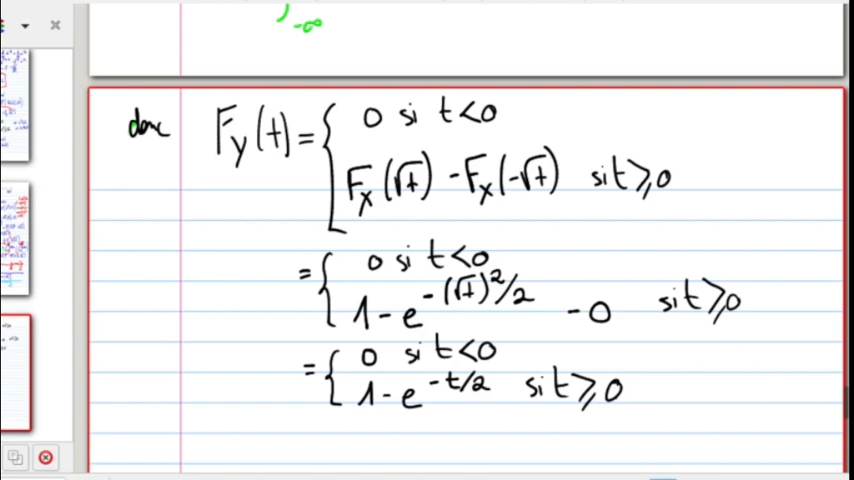 -∞
donc F_Y(t) = { 0 si t<0
F_X(√t) - F_X(-√t) si t⩾0
= { 0 si t<0
1 - e^{-(√t)²/2} - 0 si t⩾0
= { 0 si t<0
1 - e^{-t/2} si t⩾0